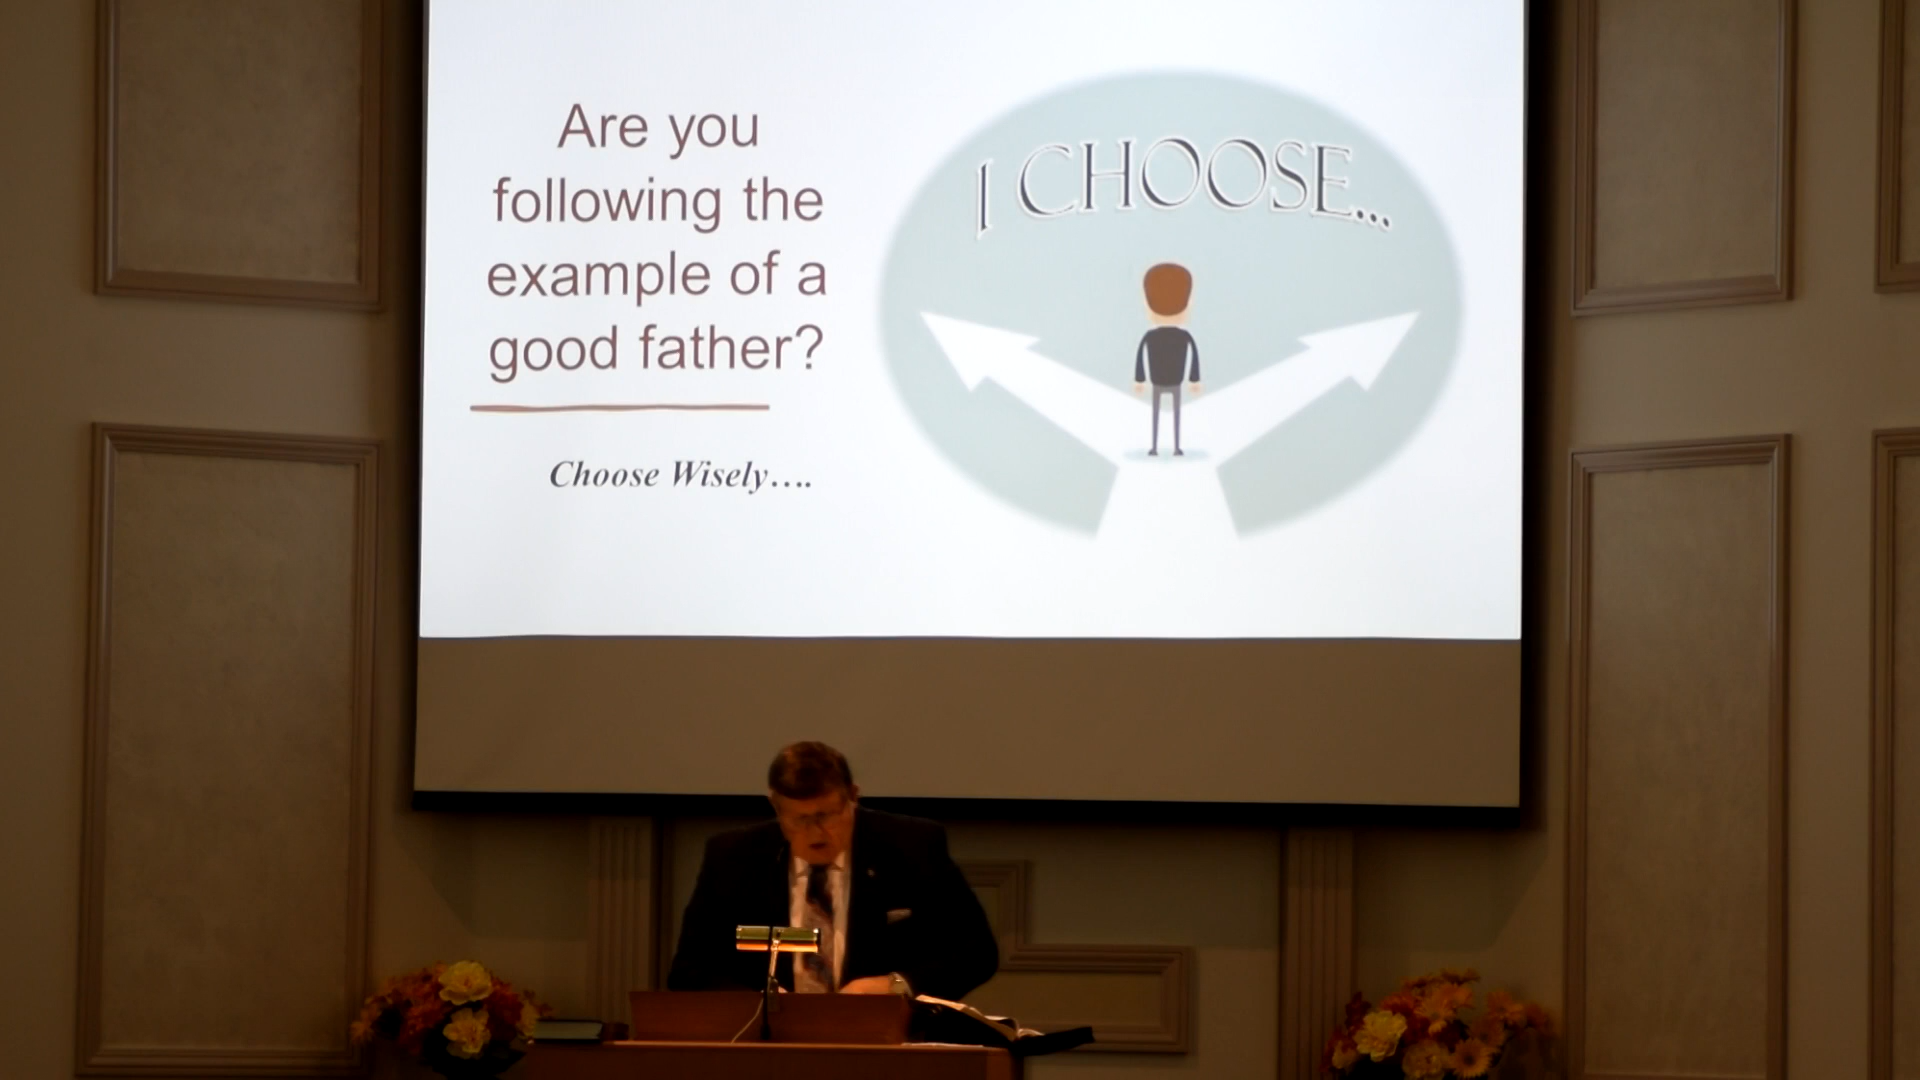 Are you
following the
example of a
good father?
Choose Wisely....
I CHOOSE...